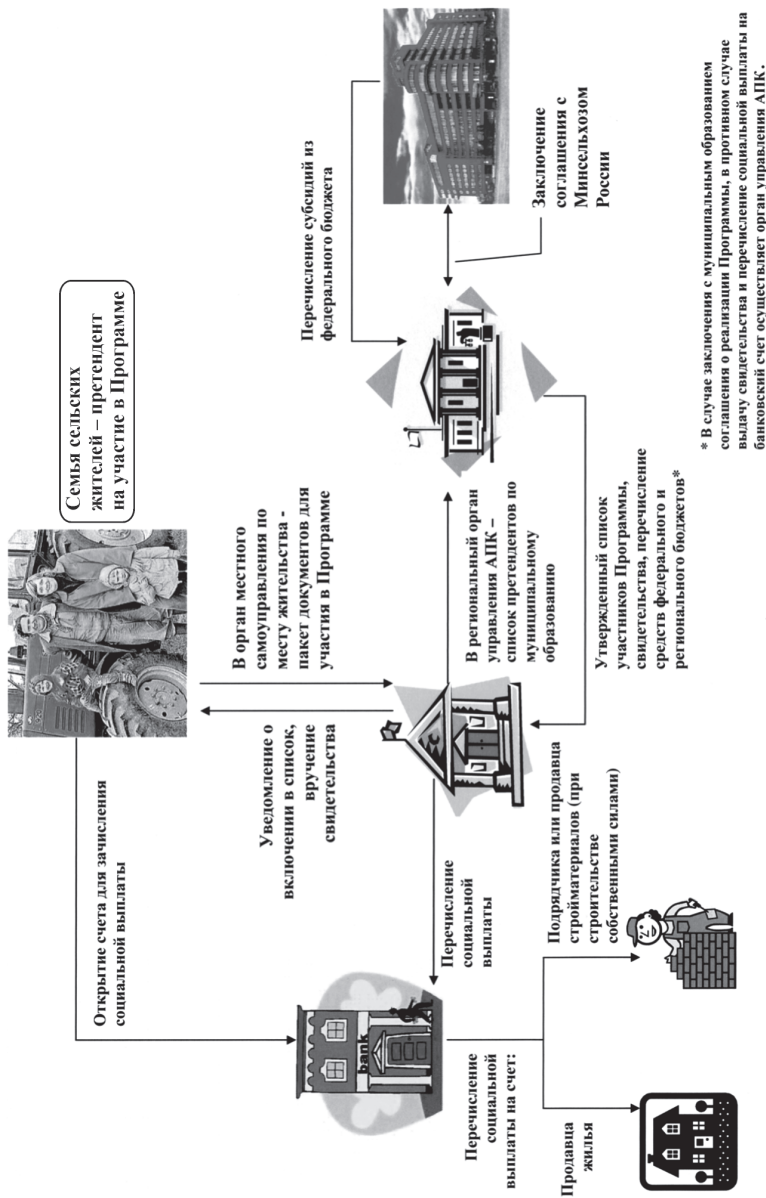 Семья сельских
жителей – претендент
на участие в Программе
Открытие счета для зачисления
социальной выплаты
Уведомление о
включении в список,
вручение
свидетельства
В орган местного
самоуправления по
месту жительства -
пакет документов для
участия в Программе
Перечисление субсидий из
федерального бюджета
Перечисление
социальной
выплаты
В региональный орган
управления АПК –
список претендентов по
муниципальному
образованию
Заключение
соглашения с
Минсельхозом
России
bank
Перечисление
социальной
выплаты на счет:
Продавца
жилья
Подрядчика или продавца
стройматериалов (при
строительстве
собственными силами)
Утвержденный список
участников Программы,
свидетельства, перечисление
средств федерального и
регионального бюджетов*
* В случае заключения с муниципальным образованием
соглашения о реализации Программы, в противном случае
выдачу свидетельства и перечисление социальной выплаты на
банковский счет осуществляет орган управления АПК.